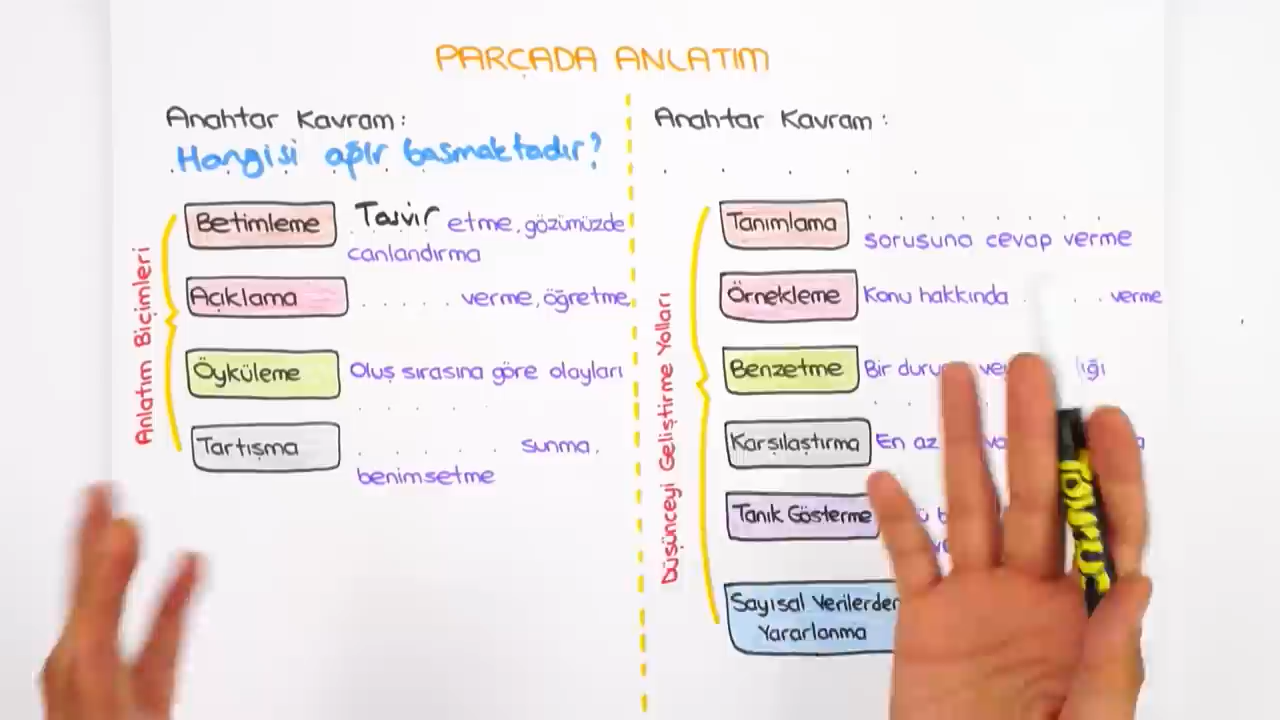 PARÇADA ANLATIM
Anahtar Kavram:
Hangisi ağır basmaktadır?
Anlatım Biçimleri
Betimleme Tasvir etme, gözümüzde
canlandırma
Açıklama ..... verme, öğretme
Öyküleme Oluş sırasına göre olayları
.....
Tartışma ...... sunma.
benimsetme
Anahtar Kavram:
. . . . .
Düşünceyi Geliştirme Yolları
Tanımlama .........
sorusuna cevap verme
Örnekleme Konu hakkında .... verme
Benzetme Bir
Karşılaştırma En az
Tanık Gösterme
Sayısal Verilerden
Yararlanma